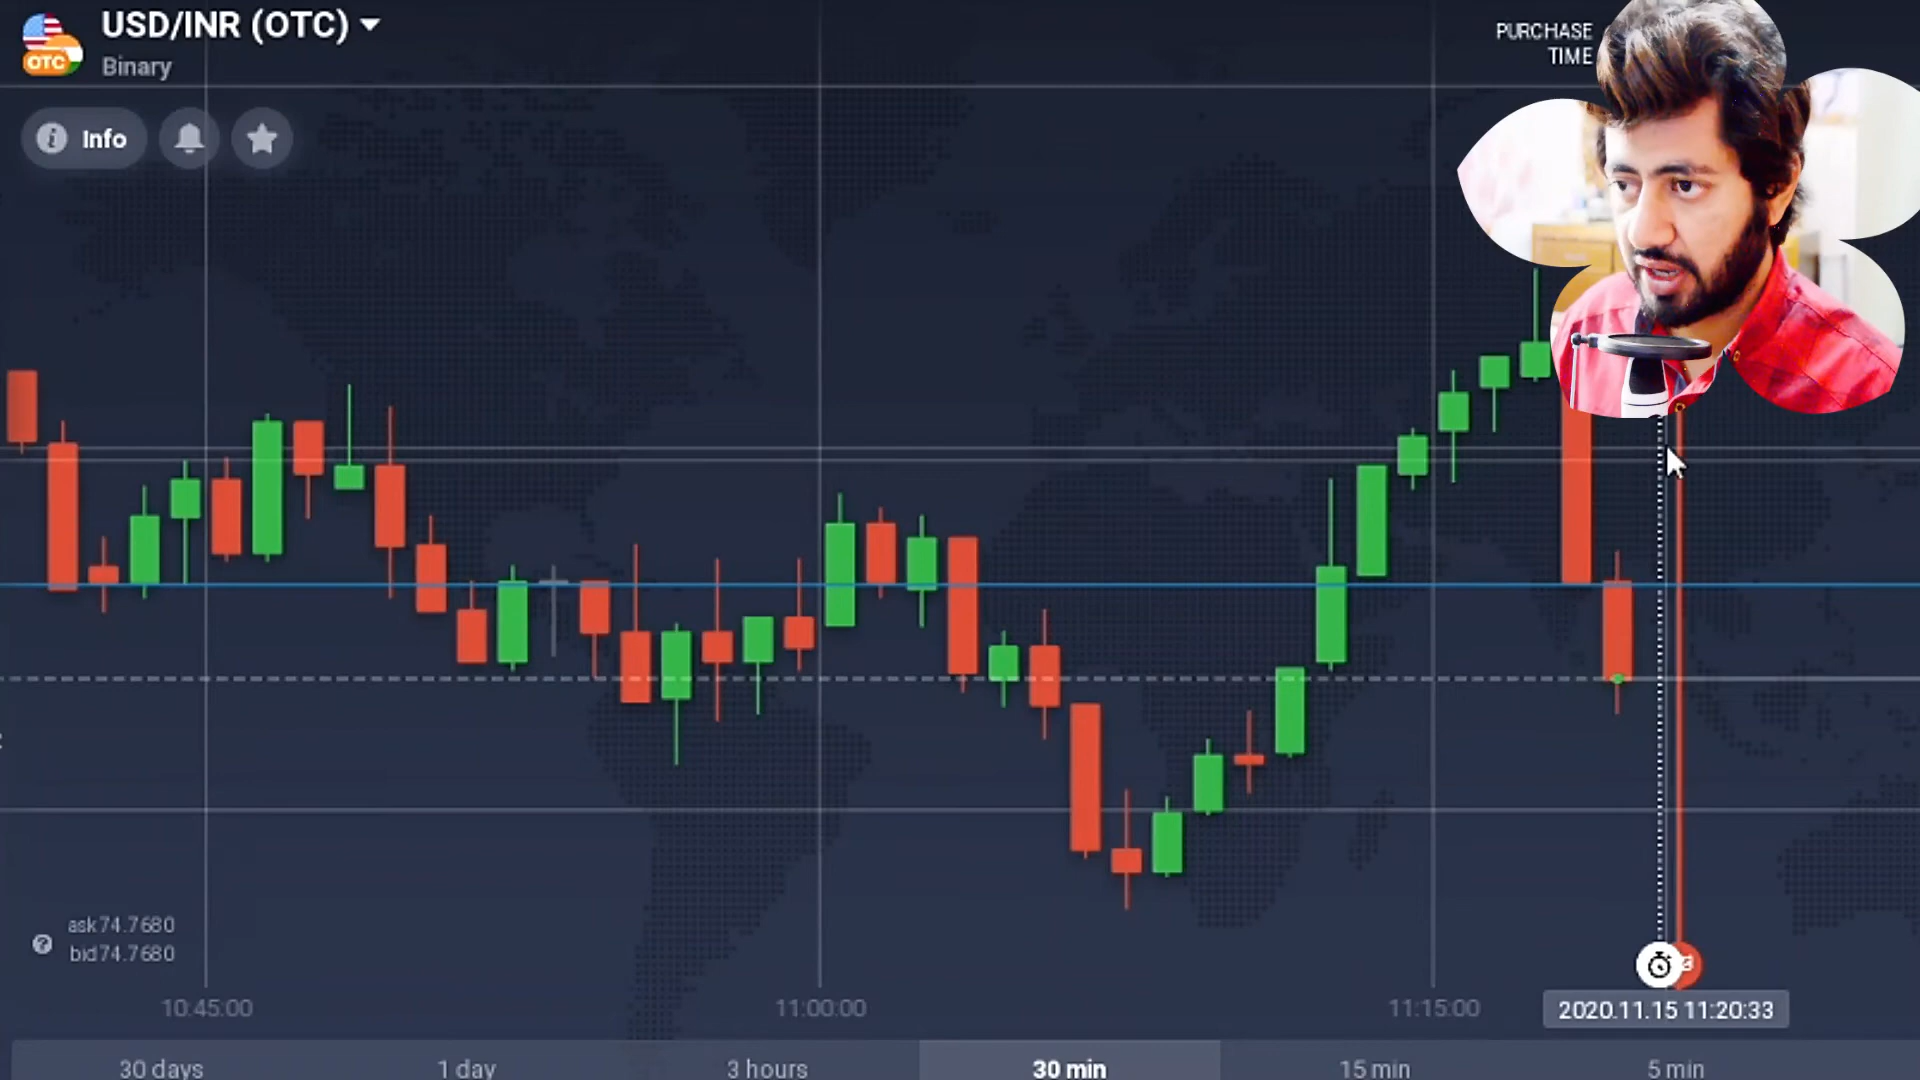 USD/INR (OTC)
Binary
OTC
PURCHASE
TIME
Info
ask 74.7680
bid 74.7680
10:45:00
11:00:00
11:15:00
2020.11.15 11:20:33
30 days
1 day
3 hours
30 min
15 min
5 min